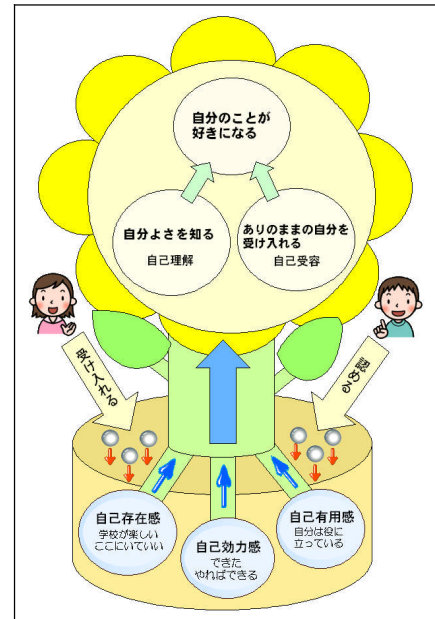 自分のことが
好きになる
自分よさを知る
自己理解
ありのままの自分を
受け入れる
自己受容
受け入れる
認める
自己存在感
学校が楽しい
ここにいていい
自己効力感
できた
やればできる
自己有用感
自分は役に
立っている